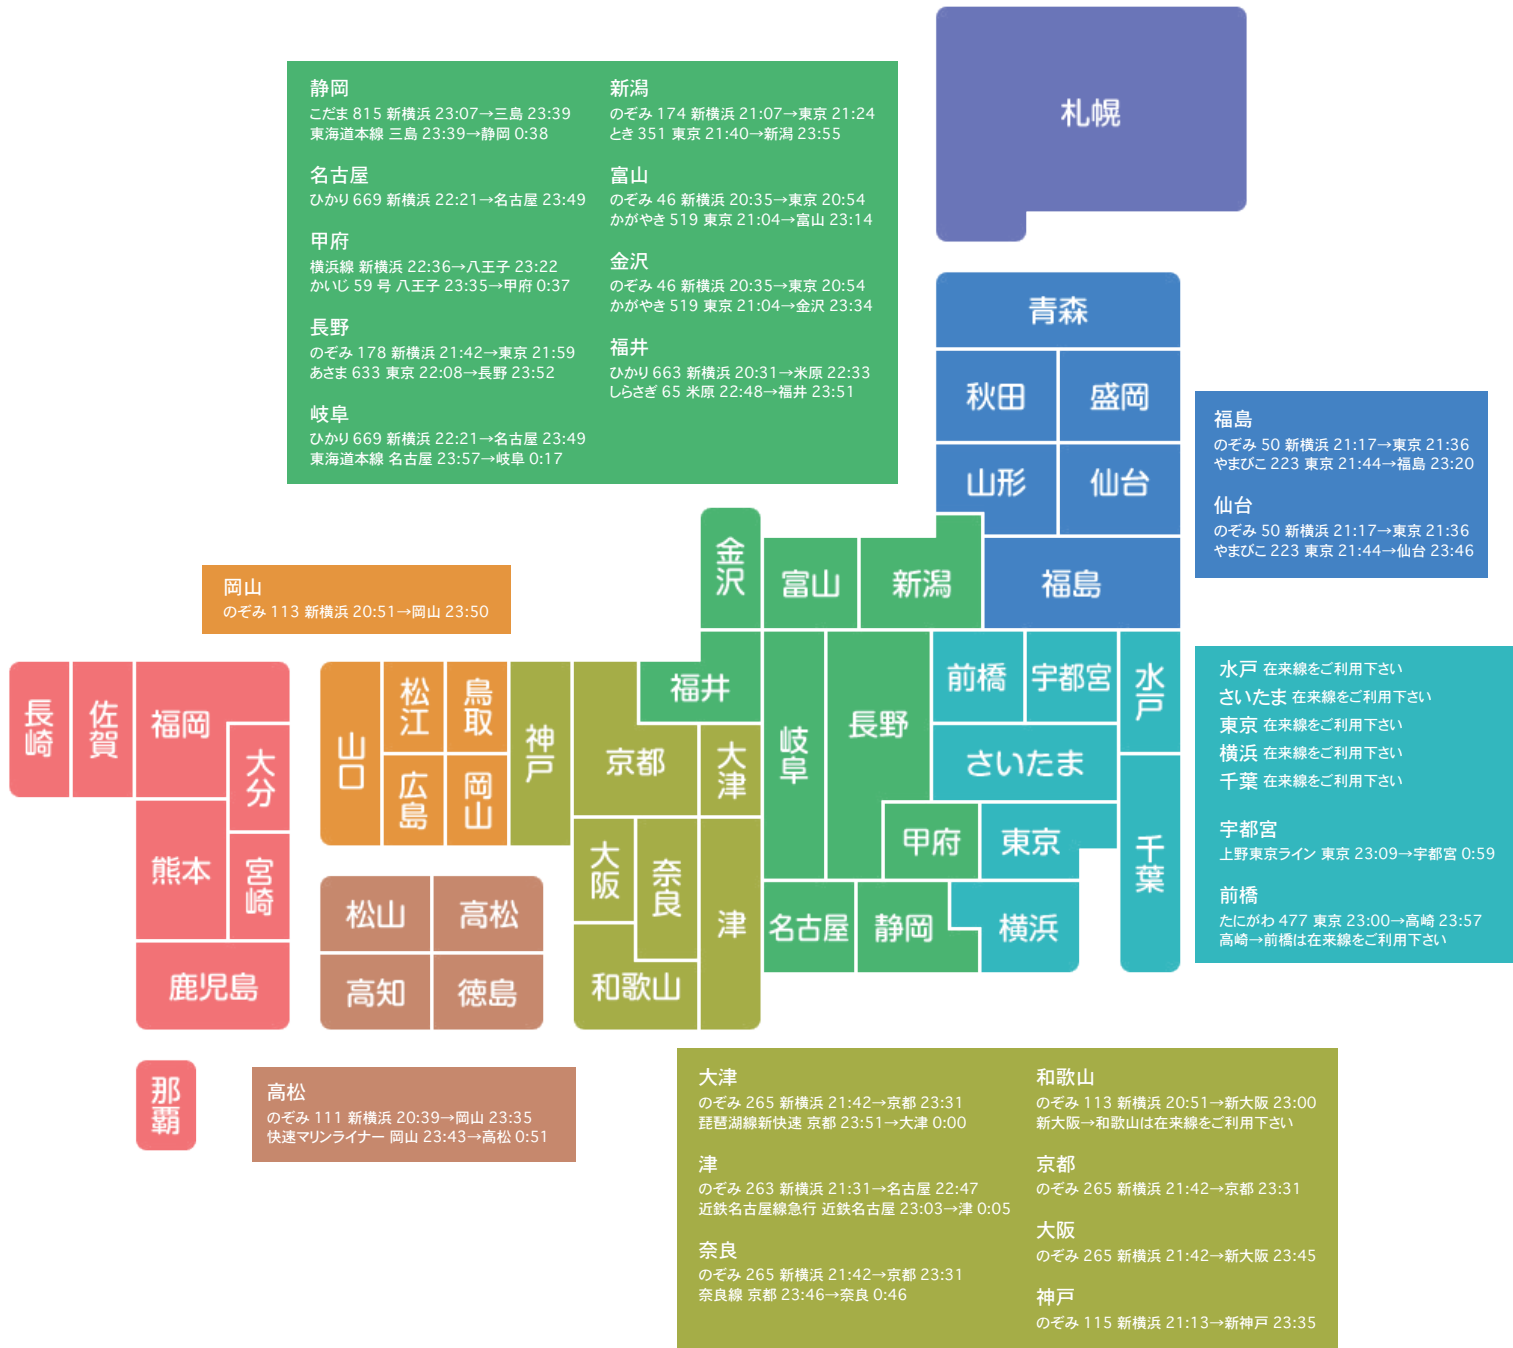 札幌
静岡
こだま 815 新横浜 23:07→三島 23:39
東海道本線 三島 23:39→静岡 0:38
名古屋
ひかり 669 新横浜 22:21→名古屋 23:49
甲府
横浜線 新横浜 22:36→八王子 23:22
かいじ 59 号 八王子 23:35→甲府 0:37
長野
のぞみ 178 新横浜 21:42→東京 21:59
あさま 633 東京 22:08→長野 23:52
岐阜
ひかり 669 新横浜 22:21→名古屋 23:49
東海道本線 名古屋 23:57→岐阜 0:17
新潟
のぞみ 174 新横浜 21:07→東京 21:24
とき 351 東京 21:40→新潟 23:55
富山
のぞみ 46 新横浜 20:35→東京 20:54
かがやき 519 東京 21:04→富山 23:14
金沢
のぞみ 46 新横浜 20:35→東京 20:54
かがやき 519 東京 21:04→金沢 23:34
福井
ひかり 663 新横浜 20:31→米原 22:33
しらさぎ 65 米原 22:48→福井 23:51
青森
秋田
盛岡
山形
仙台
福島
福島
のぞみ 50 新横浜 21:17→東京 21:36
やまびこ 223 東京 21:44→福島 23:20
仙台
のぞみ 50 新横浜 21:17→東京 21:36
やまびこ 223 東京 21:44→仙台 23:46
岡山
のぞみ 113 新横浜 20:51→岡山 23:50
金沢
富山
新潟
福井
岐阜
長野
甲府
名古屋
静岡
前橋
宇都宮
水戸
さいたま
東京
千葉
横浜
水戸 在来線をご利用下さい
さいたま 在来線をご利用下さい
東京 在来線をご利用下さい
横浜 在来線をご利用下さい
千葉 在来線をご利用下さい
宇都宮
上野東京ライン 東京 23:09→宇都宮 0:59
前橋
たにがわ 477 東京 23:00→高崎 23:57
高崎→前橋は在来線をご利用下さい
長崎
佐賀
福岡
大分
熊本
宮崎
鹿児島
那覇
山口
松江
鳥取
広島
岡山
神戸
京都
大津
大阪
奈良
津
和歌山
松山
高松
高知
徳島
高松
のぞみ 111 新横浜 20:39→岡山 23:35
快速マリンライナー 岡山 23:43→高松 0:51
大津
のぞみ 265 新横浜 21:42→京都 23:31
琵琶湖線新快速 京都 23:51→大津 0:00
津
のぞみ 263 新横浜 21:31→名古屋 22:47
近鉄名古屋線急行 近鉄名古屋 23:03→津 0:05
奈良
のぞみ 265 新横浜 21:42→京都 23:31
奈良線 京都 23:46→奈良 0:46
和歌山
のぞみ 113 新横浜 20:51→新大阪 23:00
新大阪→和歌山は在来線をご利用下さい
京都
のぞみ 265 新横浜 21:42→京都 23:31
大阪
のぞみ 265 新横浜 21:42→新大阪 23:45
神戸
のぞみ 115 新横浜 21:13→新神戸 23:35